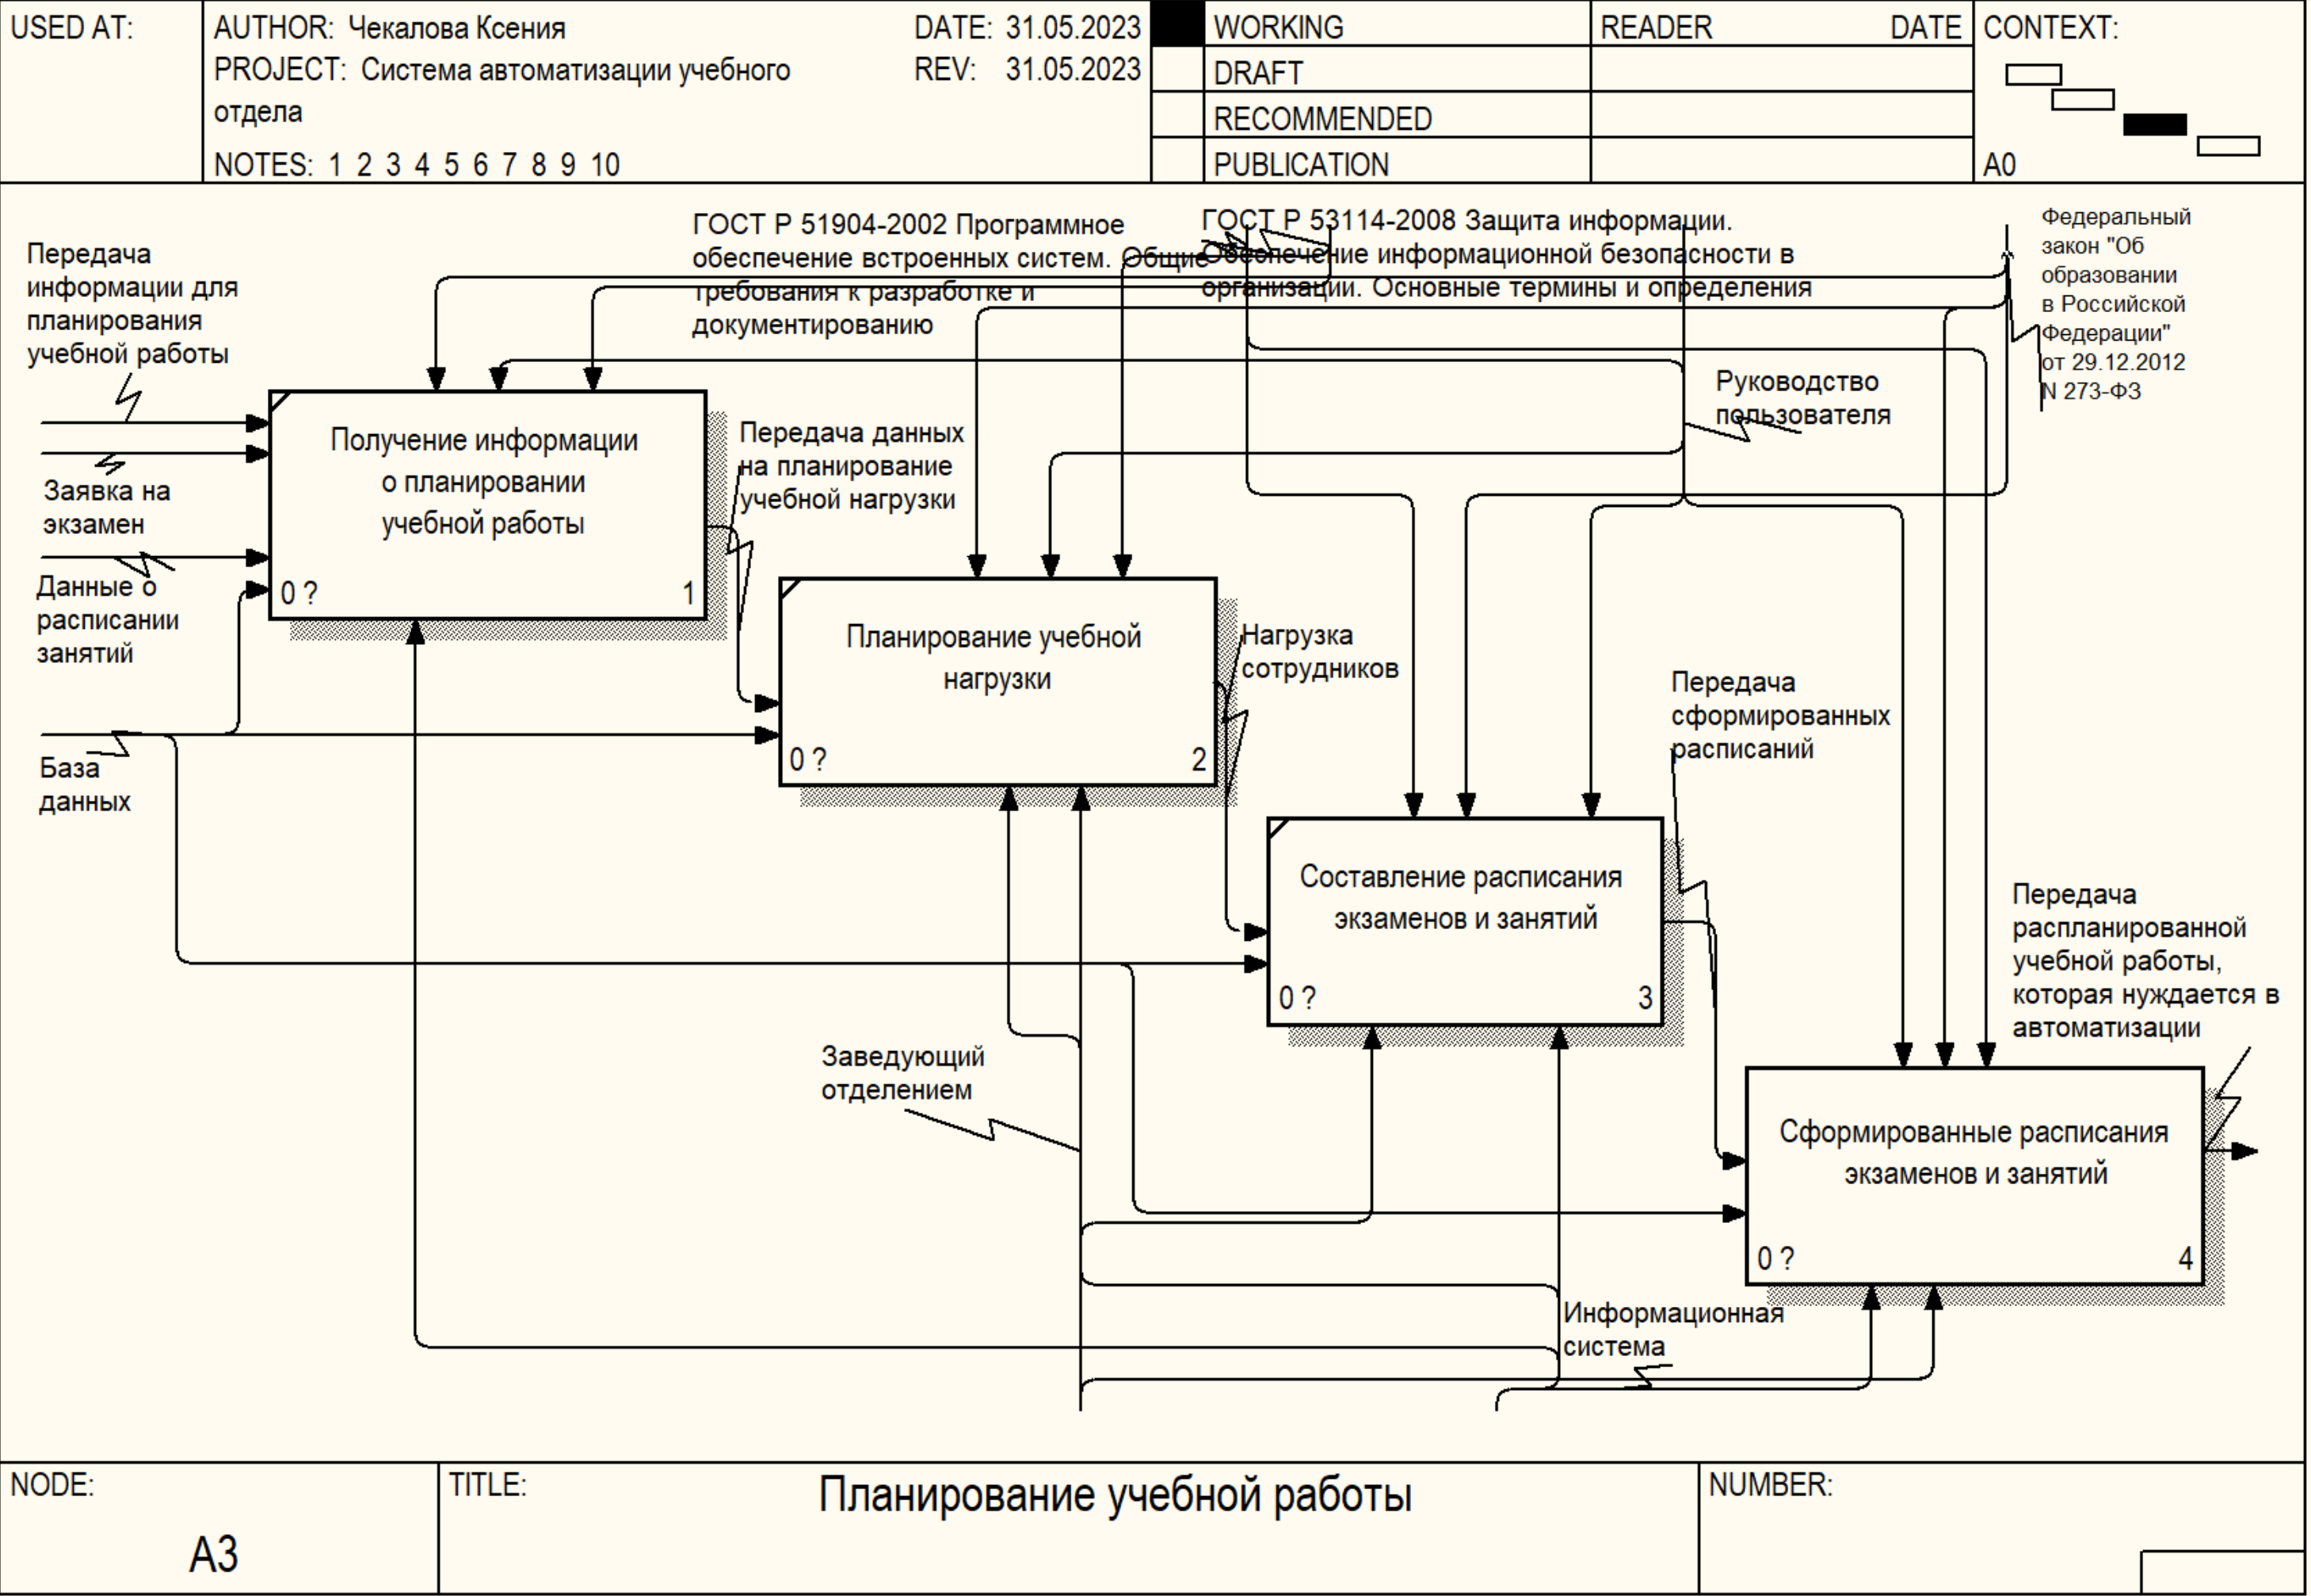 USED AT:
AUTHOR: Чекалова Ксения
DATE: 31.05.2023
PROJECT: Система автоматизации учебного
отдела
REV: 31.05.2023
NOTES: 1 2 3 4 5 6 7 8 9 10
WORKING
DRAFT
RECOMMENDED
PUBLICATION
READER DATE
CONTEXT:
A0
Передача
информации для
планирования
учебной работы
ГОСТ Р 51904-2002 Программное
обеспечение встроенных систем. Общие
требования к разработке и
документированию
ГОСТ Р 53114-2008 Защита информации.
Обеспечение информационной безопасности в
организации. Основные термины и определения
Федеральный
закон "Об
образовании
в Российской
Федерации"
от 29.12.2012
N 273-ФЗ
Руководство
пользователя
Заявка на
экзамен
Данные о
расписании
занятий
База
данных
Получение информации
о планировании
учебной работы
0 ? 1
Передача данных
на планирование
учебной нагрузки
Планирование учебной
нагрузки
0 ? 2
Нагрузка
сотрудников
Передача
сформированных
расписаний
Составление расписания
экзаменов и занятий
0 ? 3
Передача
распланированной
учебной работы,
которая нуждается в
автоматизации
Заведующий
отделением
Сформированные расписания
экзаменов и занятий
0 ? 4
Информационная
система
NODE:
A3
TITLE:
Планирование учебной работы
NUMBER: